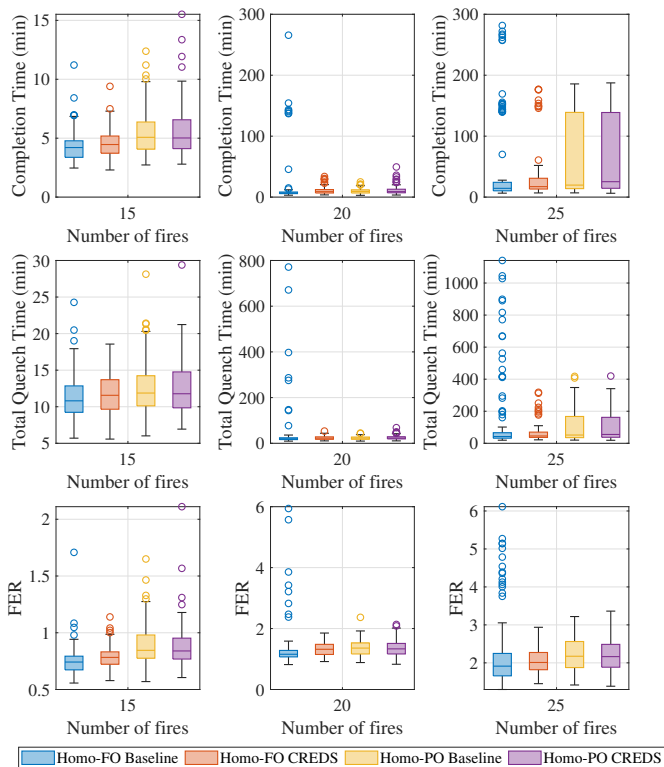 Completion Time (min)
15
10
5
0
15
Number of fires
Completion Time (min)
300
200
100
0
20
Number of fires
Completion Time (min)
300
200
100
0
25
Number of fires
Total Quench Time (min)
30
25
20
15
10
5
15
Number of fires
Total Quench Time (min)
800
600
400
200
0
20
Number of fires
Total Quench Time (min)
1000
800
600
400
200
0
25
Number of fires
FER
2
1.5
1
0.5
15
Number of fires
FER
6
4
2
0
20
Number of fires
FER
6
5
4
3
2
25
Number of fires
Homo-FO Baseline Homo-FO CREDS Homo-PO Baseline Homo-PO CREDS